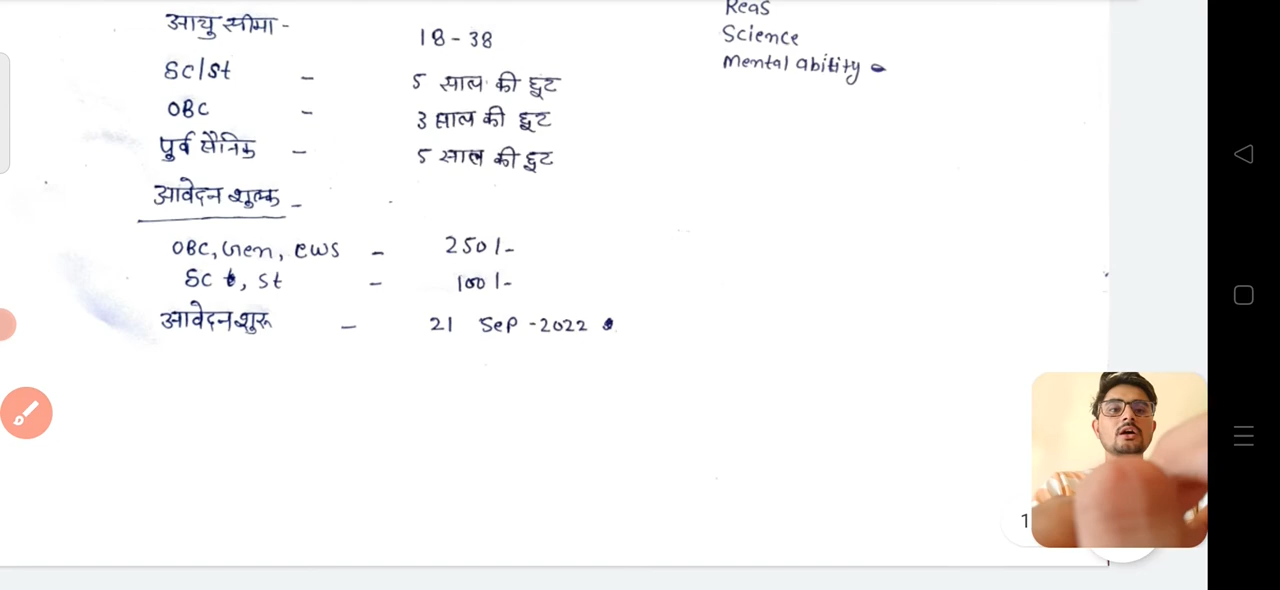 आयु सीमा -
18 - 38
Sc/St - 5 साल की छूट
OBC - 3 साल की छूट
पूर्व सैनिक - 5 साल की छूट
आवेदन शुल्क -
OBC, Gen, EWS - 250/-
Sc, St - 100/-
आवेदन शुरू - 21 Sep - 2022
Reas
Science
Mental ability
1